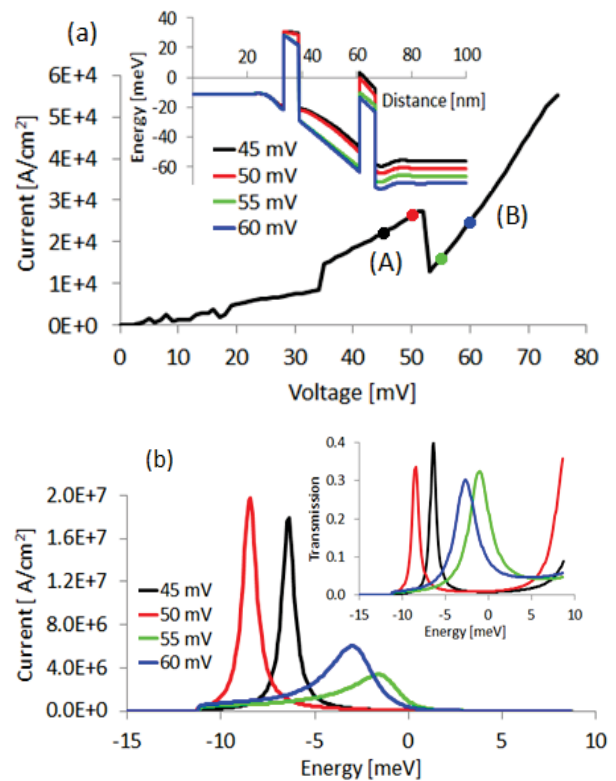 (a)
40
20
0
-20
-40
-60
Energy [meV]
0
20
40
60
80
100
Distance [nm]
45 mV
50 mV
55 mV
60 mV
6E+4
5E+4
4E+4
3E+4
2E+4
1E+4
0E+0
Current [A/cm²]
(A)
(B)
0
10
20
30
40
50
60
70
80
Voltage [mV]
(b)
2.0E+7
1.6E+7
1.2E+7
8.0E+6
4.0E+6
0.0E+0
Current [ A/cm²]
45 mV
50 mV
55 mV
60 mV
0.4
0.3
0.2
0.1
0.0
Transmission
-15
-10
-5
0
5
10
Energy [meV]
-15
-10
-5
0
5
10
Energy [meV]